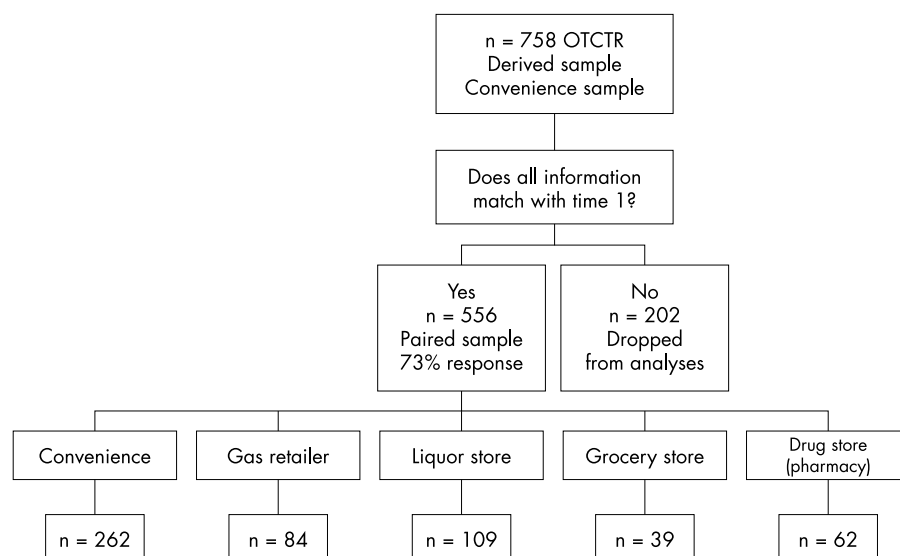 n = 758 OTCTR
Derived sample
Convenience sample
Does all information
match with time 1?
Yes
n = 556
Paired sample
73% response
No
n = 202
Dropped
from analyses
Convenience
Gas retailer
Liquor store
Grocery store
Drug store
(pharmacy)
n = 262
n = 84
n = 109
n = 39
n = 62